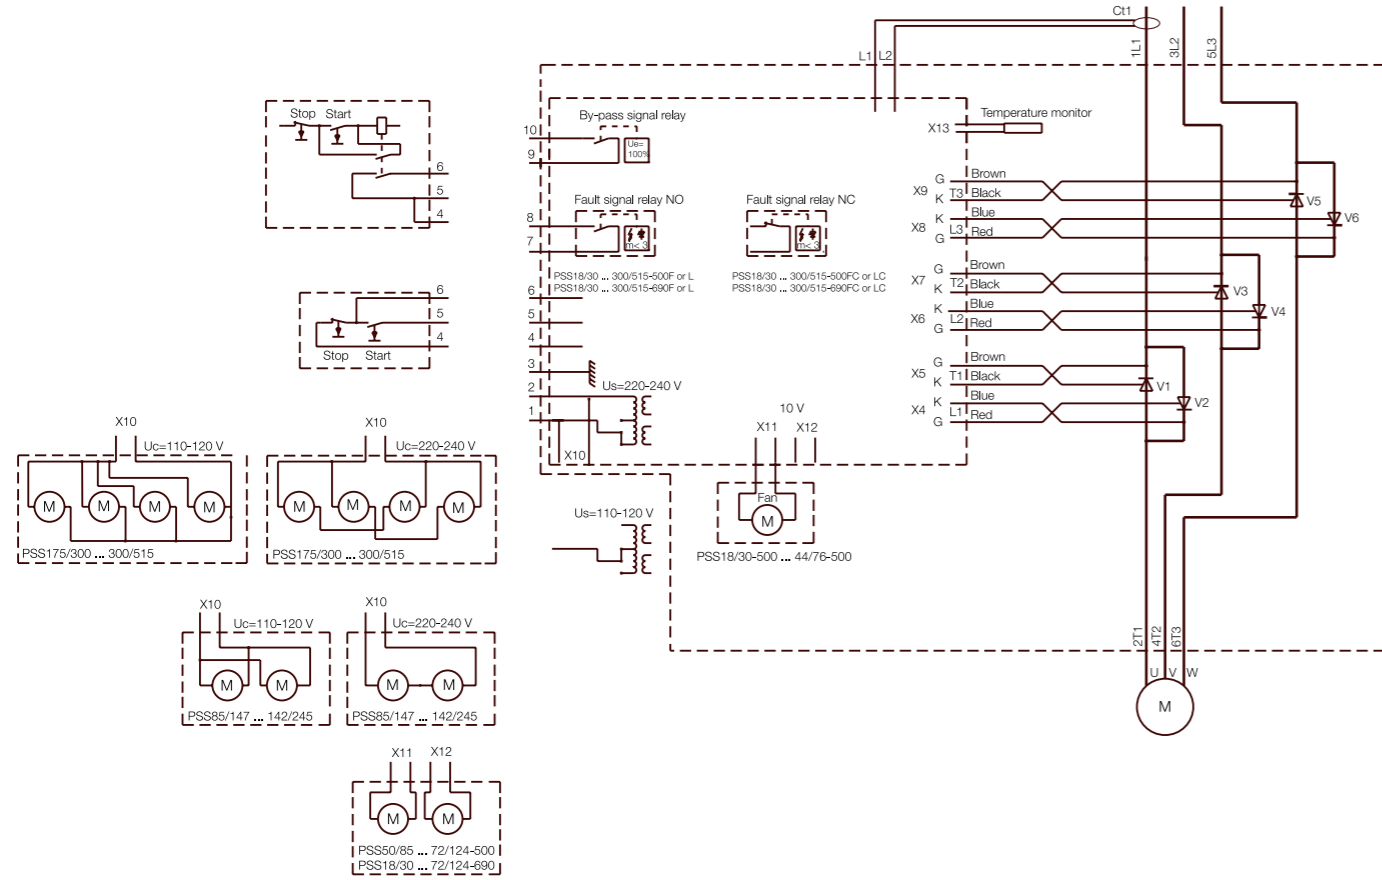 Ct1
1L1
3L2
5L3
L1
L2
Stop Start
6
5
4
By-pass signal relay
10
9
Ue=
100%
X13
Temperature monitor
Fault signal relay NO
8
7
m< 3
PSS18/30 ... 300/515-500F or L
PSS18/30 ... 300/515-690F or L
Fault signal relay NC
m< 3
PSS18/30 ... 300/515-500FC or LC
PSS18/30 ... 300/515-690FC or LC
X9
G Brown
K T3 Black
X8
K Blue
G L3 Red
V5
V6
X7
G Brown
K T2 Black
X6
K Blue
G L2 Red
V3
V4
X5
G Brown
K T1 Black
X4
K Blue
G L1 Red
V1
V2
6
5
4
Stop Start
6
5
4
3
2
1
Us=220-240 V
X10
10 V
X11 X12
Fan
M
PSS18/30-500 ... 44/76-500
Us=110-120 V
X10
Uc=110-120 V
M M M M
PSS175/300 ... 300/515
X10
Uc=220-240 V
M M M M
PSS175/300 ... 300/515
X10
Uc=110-120 V
M M
PSS85/147 ... 142/245
X10
Uc=220-240 V
M M
PSS85/147 ... 142/245
X11 X12
M M
PSS50/85 ... 72/124-500
PSS18/30 ... 72/124-690
2T1
4T2
6T3
U V W
M